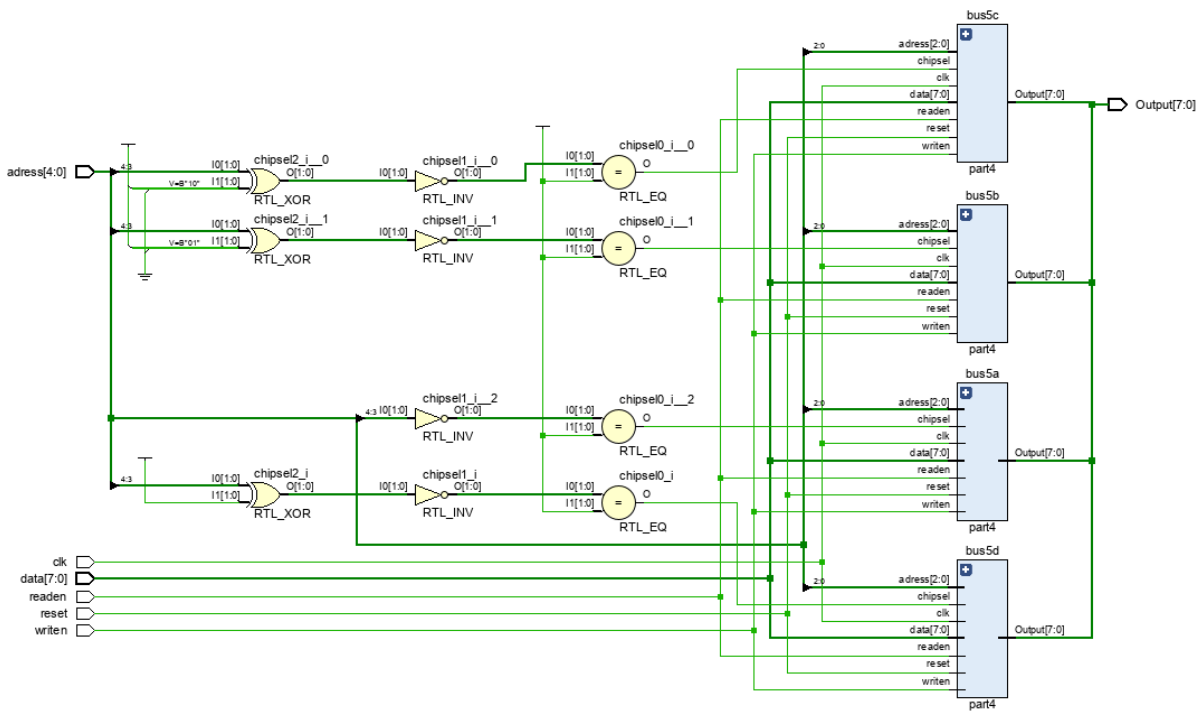 bus5c
2:0
adress[2:0]
chipsel
clk
data[7:0]
readen
reset
writen
Output[7:0]
part4
Output[7:0]
adress[4:0]
4:3
I0[1:0]
I1[1:0]
V=B"10"
chipsel2_i__0
O[1:0]
RTL_XOR
I0[1:0]
chipsel1_i__0
O[1:0]
RTL_INV
I0[1:0]
I1[1:0]
chipsel0_i__0
O
=
RTL_EQ
4:3
I0[1:0]
I1[1:0]
V=B"01"
chipsel2_i__1
O[1:0]
RTL_XOR
I0[1:0]
chipsel1_i__1
O[1:0]
RTL_INV
I0[1:0]
I1[1:0]
chipsel0_i__1
O
=
RTL_EQ
bus5b
2:0
adress[2:0]
chipsel
clk
data[7:0]
readen
reset
writen
Output[7:0]
part4
4:3
I0[1:0]
chipsel1_i__2
O[1:0]
RTL_INV
I0[1:0]
I1[1:0]
chipsel0_i__2
O
=
RTL_EQ
bus5a
2:0
adress[2:0]
chipsel
clk
data[7:0]
readen
reset
writen
Output[7:0]
part4
4:3
I0[1:0]
I1[1:0]
chipsel2_i
O[1:0]
RTL_XOR
I0[1:0]
chipsel1_i
O[1:0]
RTL_INV
I0[1:0]
I1[1:0]
chipsel0_i
O
=
RTL_EQ
clk
data[7:0]
readen
reset
writen
bus5d
2:0
adress[2:0]
chipsel
clk
data[7:0]
readen
reset
writen
Output[7:0]
part4